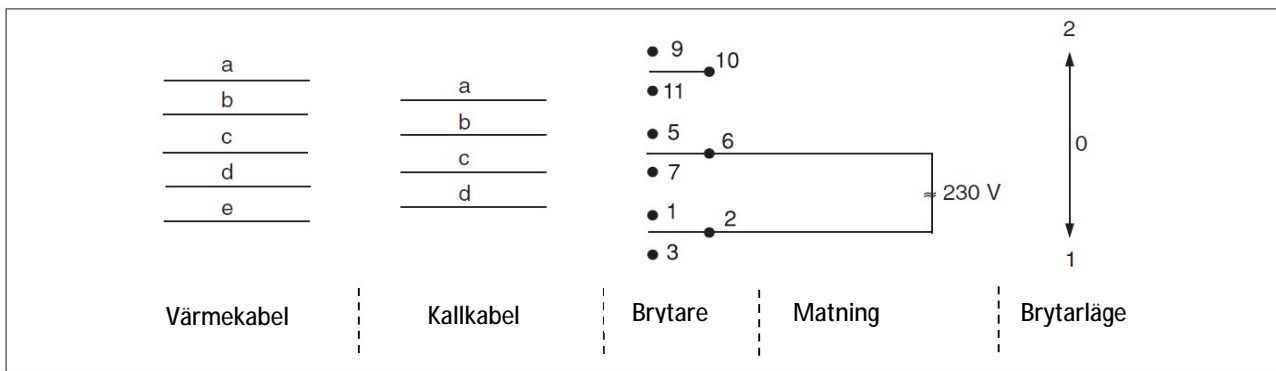 a
b
c
d
e
a
b
c
d
9
10
11
5
6
7
1
2
3
≈ 230 V
2
0
1
Värmekabel
Kallkabel
Brytare
Matning
Brytarläge